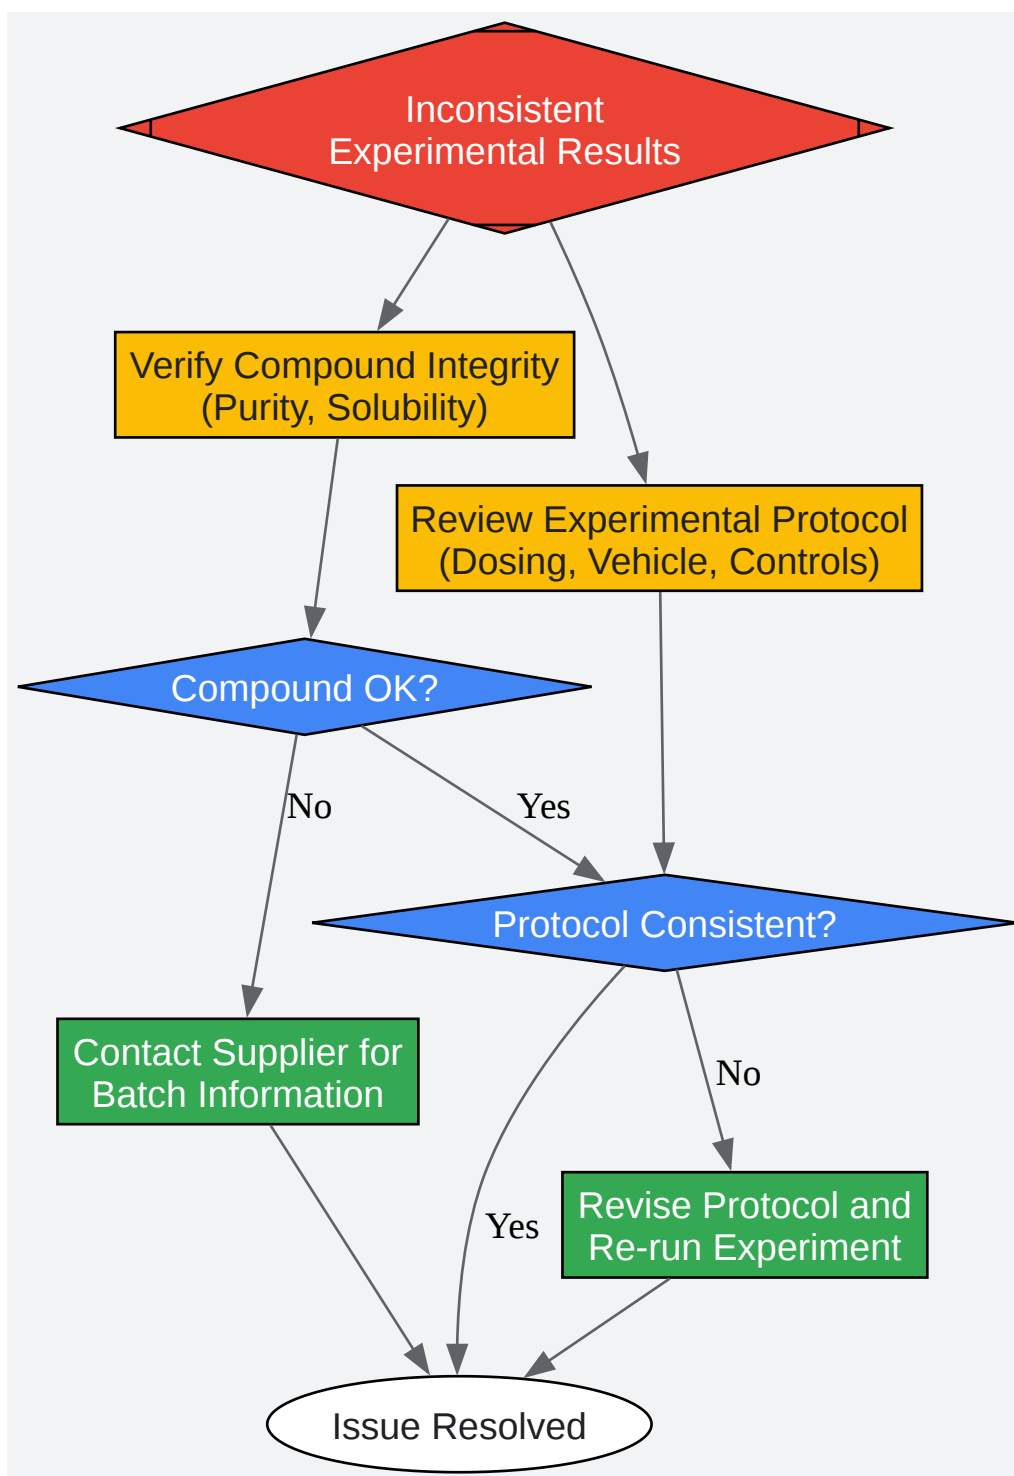 Inconsistent
Experimental Results
Verify Compound Integrity
(Purity, Solubility)
Review Experimental Protocol
(Dosing, Vehicle, Controls)
Compound OK?
No
Yes
Protocol Consistent?
Contact Supplier for
Batch Information
No
Yes
Revise Protocol and
Re-run Experiment
Issue Resolved